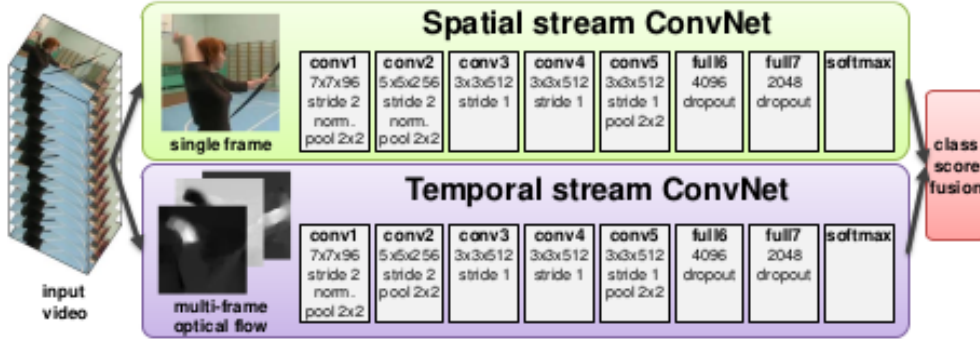 Spatial stream ConvNet
conv1
7x7x96
stride 2
norm.
pool 2x2
conv2
5x5x256
stride 2
norm.
pool 2x2
conv3
3x3x512
stride 1
conv4
3x3x512
stride 1
conv5
3x3x512
stride 1
pool 2x2
full6
4096
dropout
full7
2048
dropout
softmax
single frame
Temporal stream ConvNet
conv1
7x7x96
stride 2
norm.
pool 2x2
conv2
5x5x256
stride 2
pool 2x2
conv3
3x3x512
stride 1
conv4
3x3x512
stride 1
conv5
3x3x512
stride 1
pool 2x2
full6
4096
dropout
full7
2048
dropout
softmax
multi-frame
optical flow
input
video
class
score
fusion